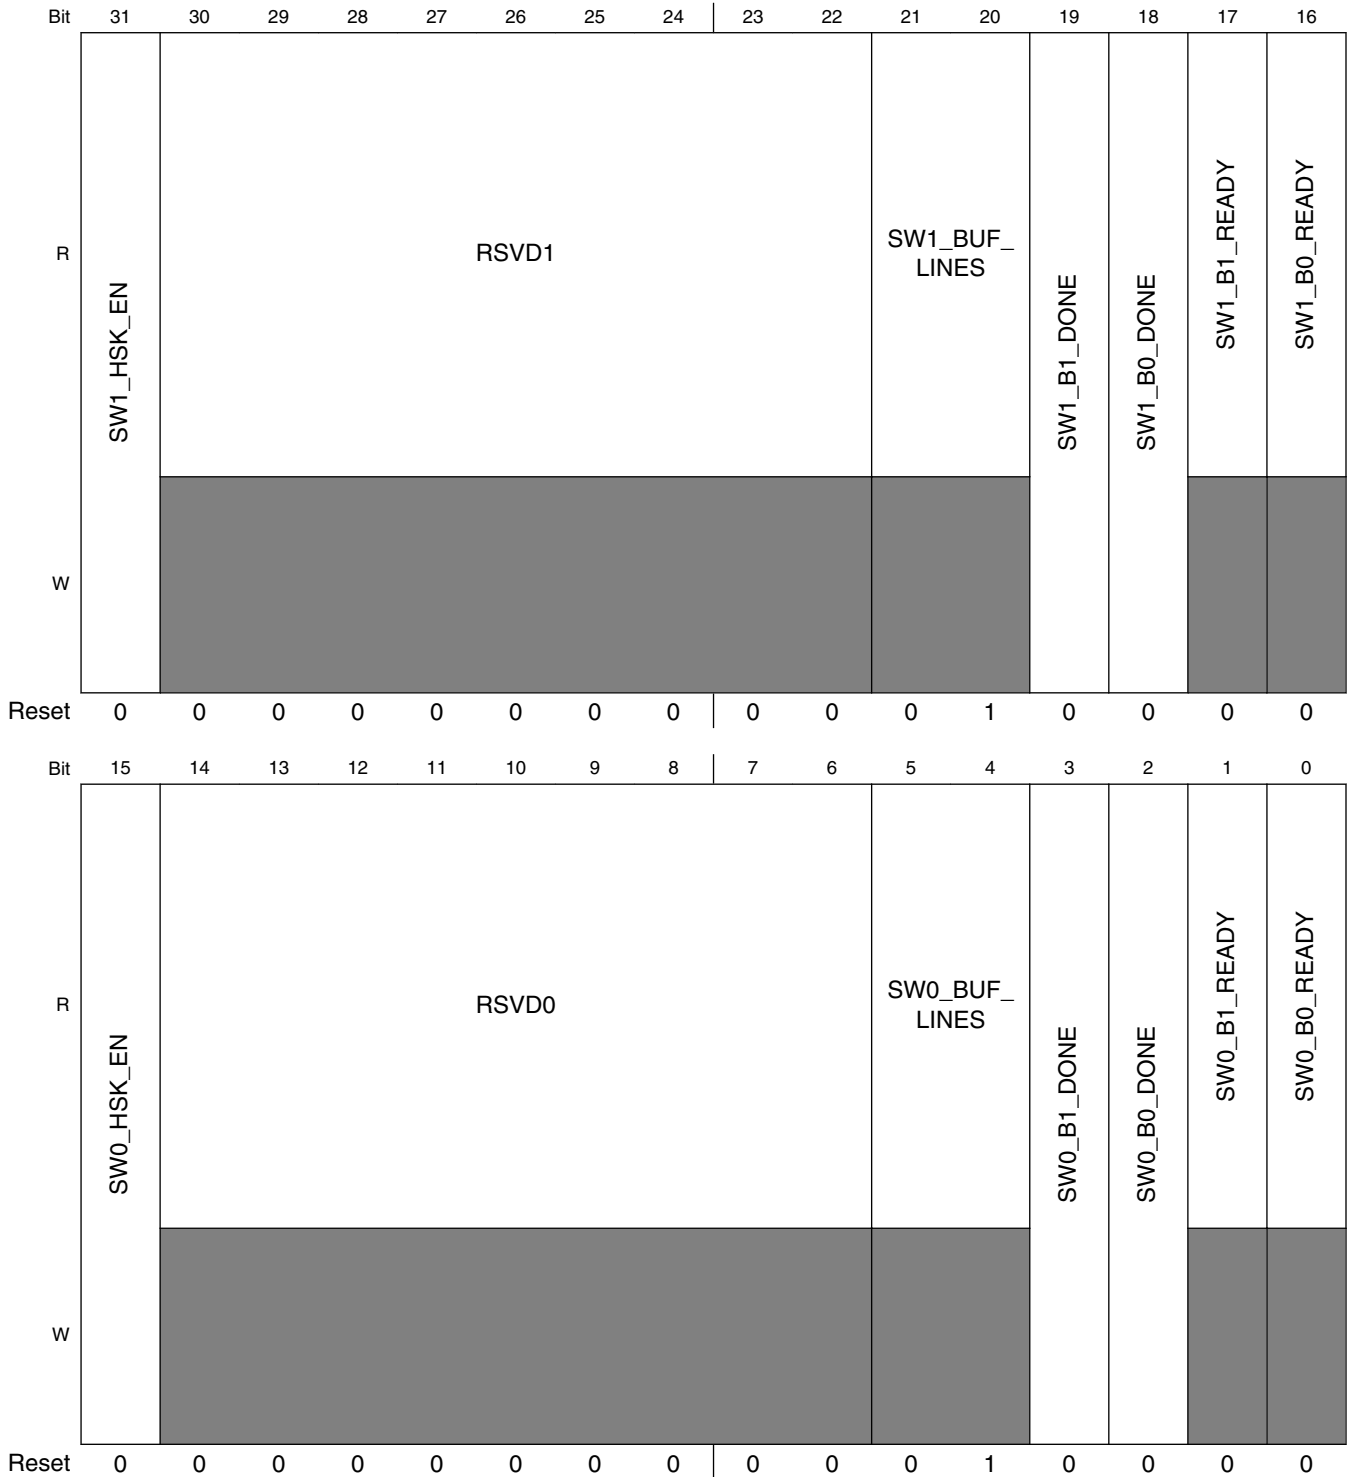 Bit 31 30 29 28 27 26 25 24 23 22 21 20 19 18 17 16
R
SW1_HSK_EN
RSVD1
SW1_BUF_
LINES
SW1_B1_DONE
SW1_B0_DONE
SW1_B1_READY
SW1_B0_READY
W
Reset 0 0 0 0 0 0 0 0 0 0 0 1 0 0 0 0
Bit 15 14 13 12 11 10 9 8 7 6 5 4 3 2 1 0
R
SW0_HSK_EN
RSVD0
SW0_BUF_
LINES
SW0_B1_DONE
SW0_B0_DONE
SW0_B1_READY
SW0_B0_READY
W
Reset 0 0 0 0 0 0 0 0 0 0 0 1 0 0 0 0